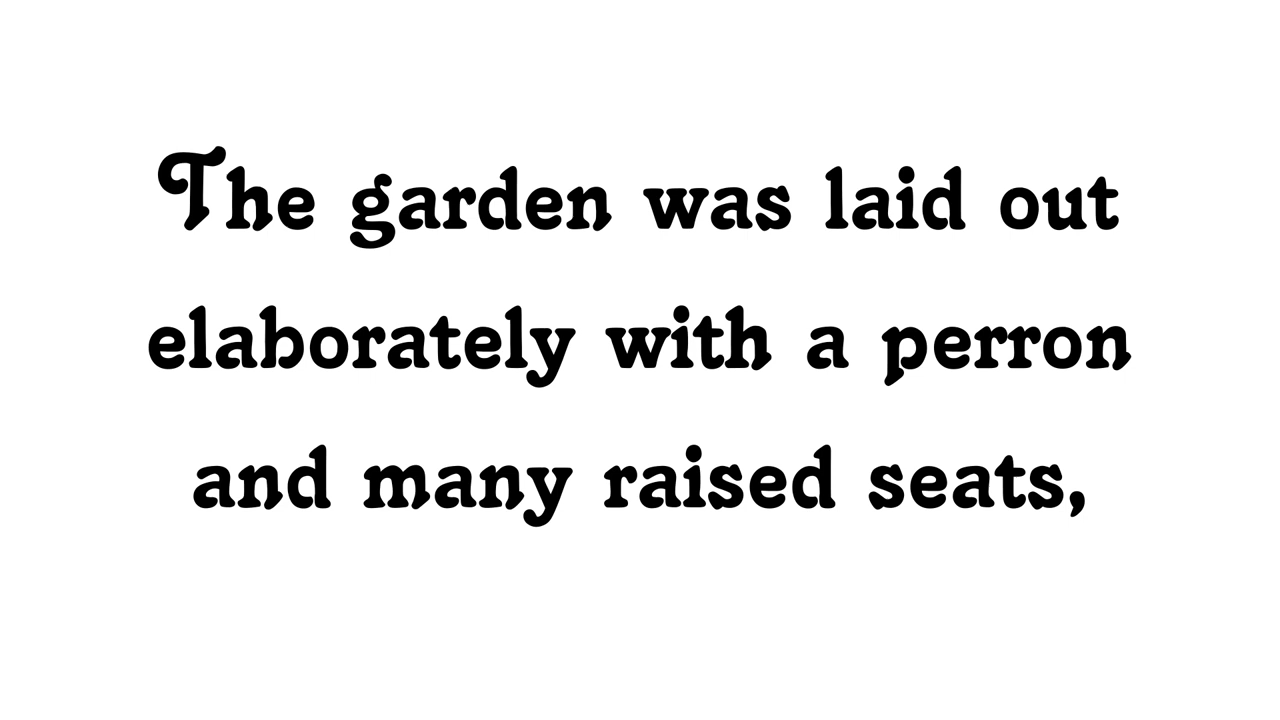 The garden was laid out
elaborately with a perron
and many raised seats,